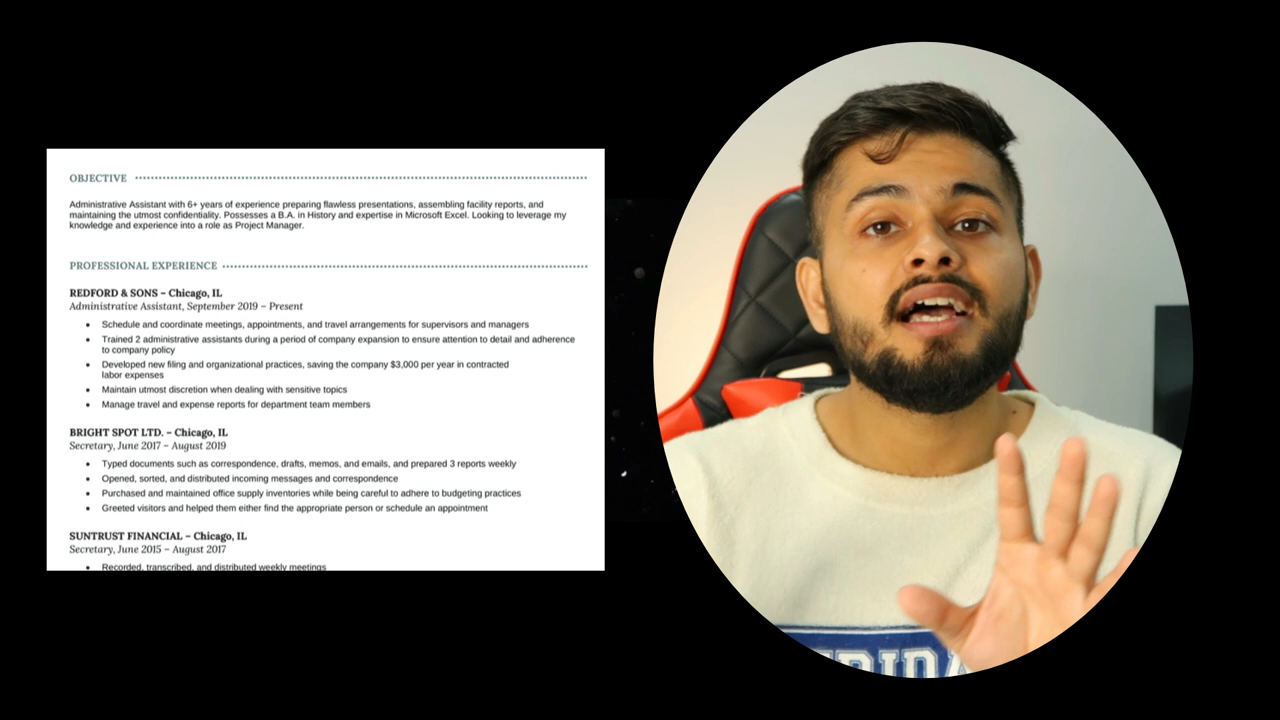 OBJECTIVE
Administrative Assistant with 6+ years of experience preparing flawless presentations, assembling facility reports, and
maintaining the utmost confidentiality. Possesses a B.A. in History and expertise in Microsoft Excel. Looking to leverage my
knowledge and experience into a role as Project Manager.
PROFESSIONAL EXPERIENCE
REDFORD & SONS – Chicago, IL
Administrative Assistant, September 2019 – Present
• Schedule and coordinate meetings, appointments, and travel arrangements for supervisors and managers
• Trained 2 administrative assistants during a period of company expansion to ensure attention to detail and adherence
to company policy
• Developed new filing and organizational practices, saving the company $3,000 per year in contracted
labor expenses
• Maintain utmost discretion when dealing with sensitive topics
• Manage travel and expense reports for department team members
BRIGHT SPOT LTD. – Chicago, IL
Secretary, June 2017 – August 2019
• Typed documents such as correspondence, drafts, memos, and emails, and prepared 3 reports weekly
• Opened, sorted, and distributed incoming messages and correspondence
• Purchased and maintained office supply inventories while being careful to adhere to budgeting practices
• Greeted visitors and helped them either find the appropriate person or schedule an appointment
SUNTRUST FINANCIAL – Chicago, IL
Secretary, June 2015 – August 2017
• Recorded, transcribed, and distributed weekly meetings